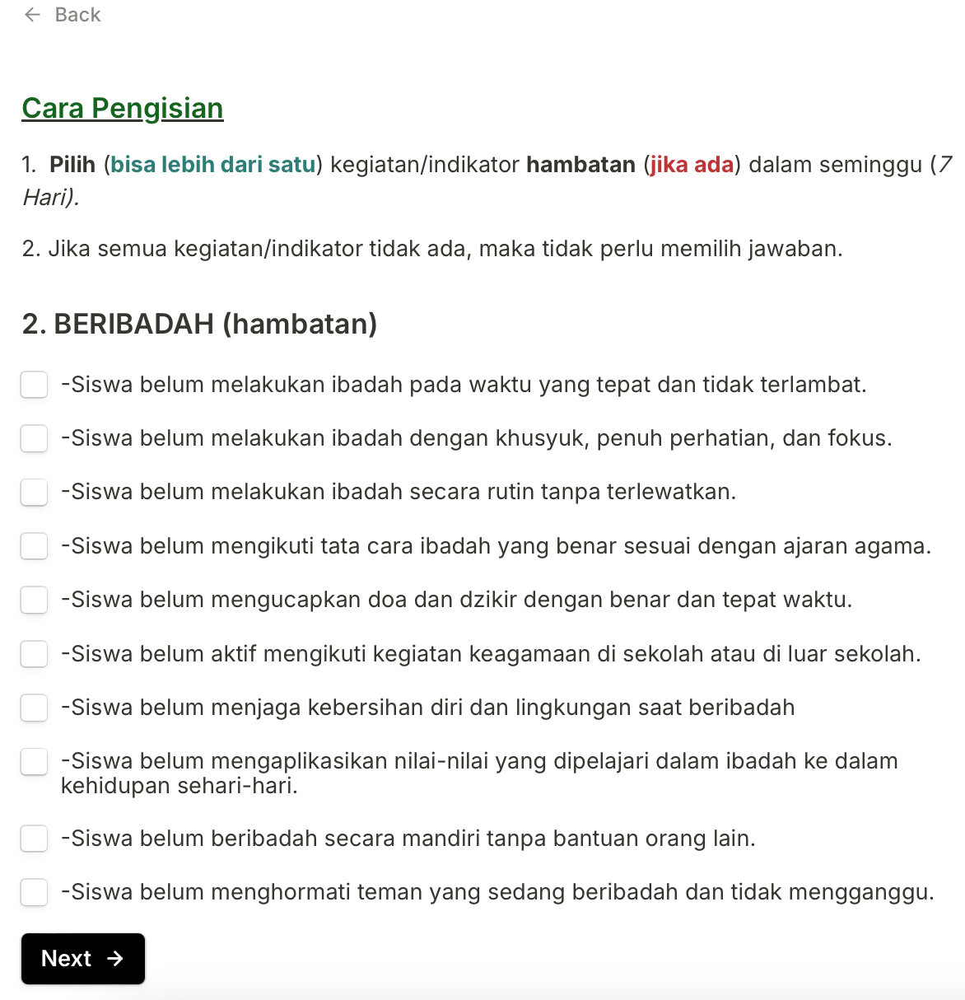 ← Back
Cara Pengisian
1. Pilih (bisa lebih dari satu) kegiatan/indikator hambatan (jika ada) dalam seminggu (7
Hari).
2. Jika semua kegiatan/indikator tidak ada, maka tidak perlu memilih jawaban.
2. BERIBADAH (hambatan)
-Siswa belum melakukan ibadah pada waktu yang tepat dan tidak terlambat.
-Siswa belum melakukan ibadah dengan khusyuk, penuh perhatian, dan fokus.
-Siswa belum melakukan ibadah secara rutin tanpa terlewatkan.
-Siswa belum mengikuti tata cara ibadah yang benar sesuai dengan ajaran agama.
-Siswa belum mengucapkan doa dan dzikir dengan benar dan tepat waktu.
-Siswa belum aktif mengikuti kegiatan keagamaan di sekolah atau di luar sekolah.
-Siswa belum menjaga kebersihan diri dan lingkungan saat beribadah
-Siswa belum mengaplikasikan nilai-nilai yang dipelajari dalam ibadah ke dalam
kehidupan sehari-hari.
-Siswa belum beribadah secara mandiri tanpa bantuan orang lain.
-Siswa belum menghormati teman yang sedang beribadah dan tidak mengganggu.
Next →